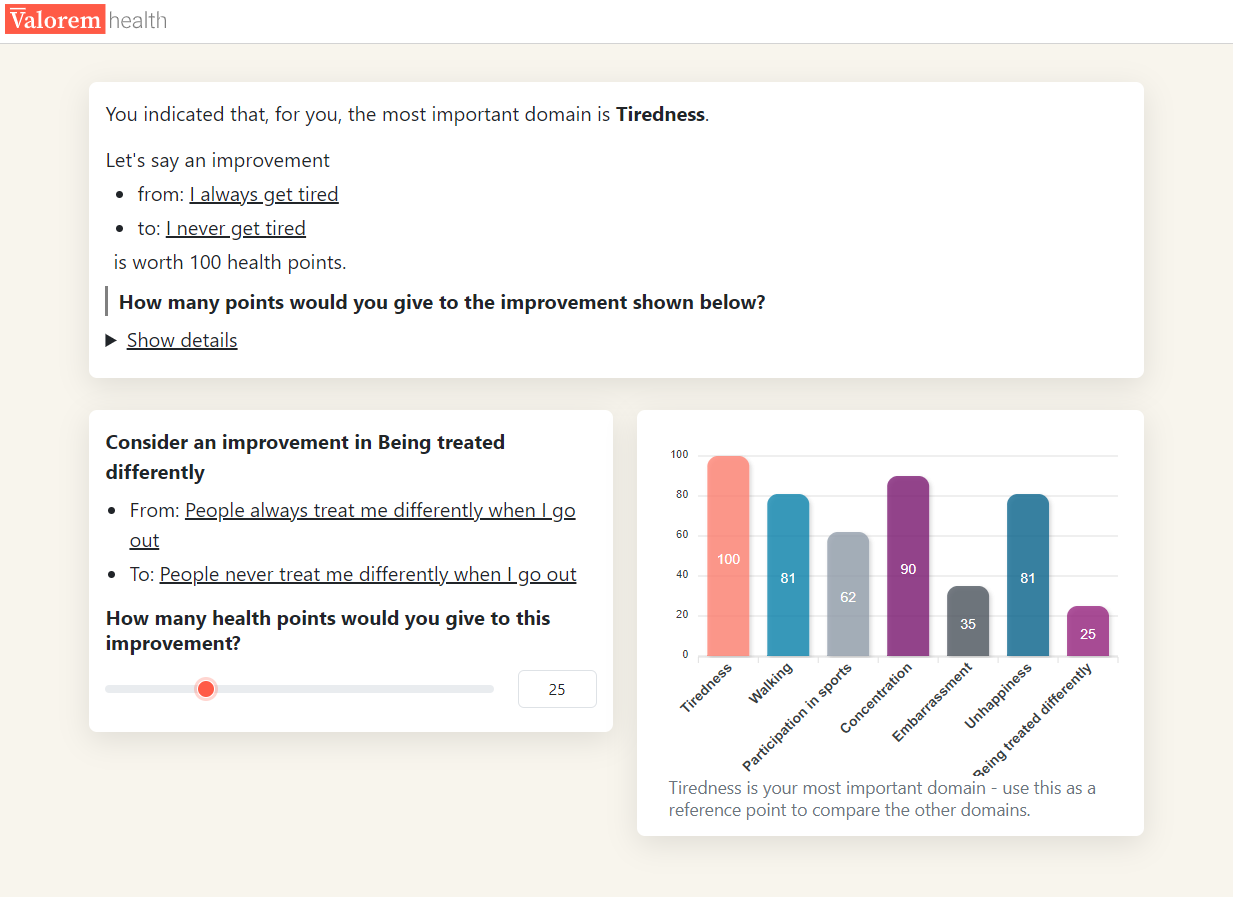 Valorem health
You indicated that, for you, the most important domain is Tiredness.
Let's say an improvement
from: I always get tired
to: I never get tired
is worth 100 health points.
How many points would you give to the improvement shown below?
Show details
Consider an improvement in Being treated
differently
From: People always treat me differently when I go
out
To: People never treat me differently when I go out
How many health points would you give to this
improvement?
25
100
80
60
40
20
0
100
81
62
90
35
81
25
Tiredness
Walking
Participation in sports
Concentration
Embarrassment
Unhappiness
Being treated differently
Tiredness is your most important domain - use this as a
reference point to compare the other domains.